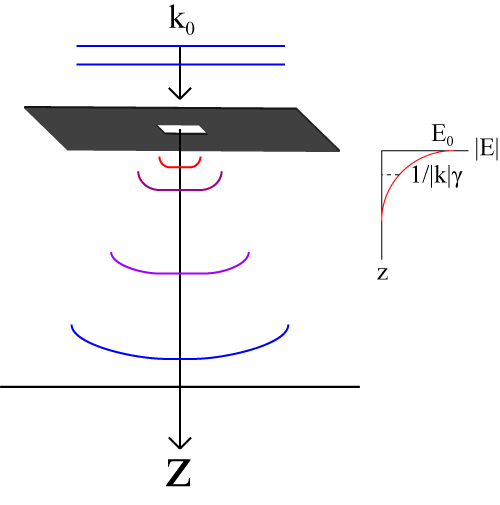 k₀
E₀
|E|
1/|k|γ
z
Z